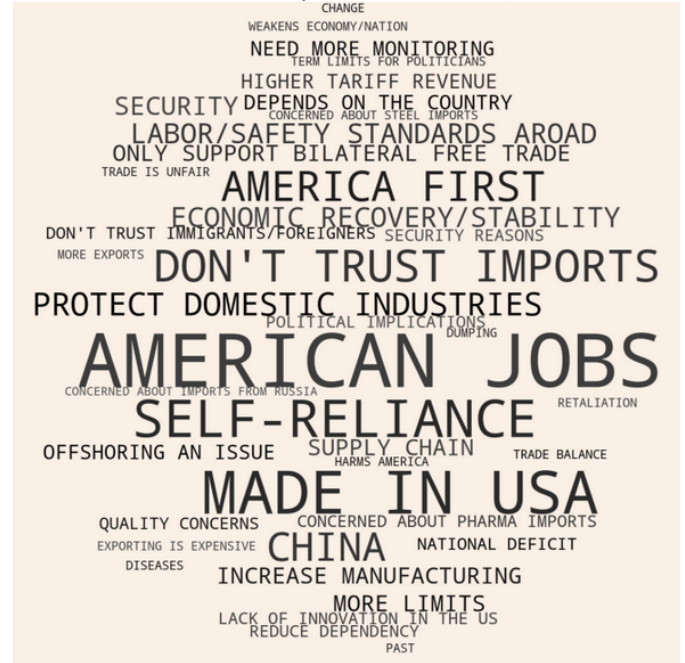 CHANGE
WEAKENS ECONOMY/NATION
NEED MORE MONITORING
TERM LIMITS FOR POLITICIANS
HIGHER TARIFF REVENUE
SECURITY DEPENDS ON THE COUNTRY
CONCERNED ABOUT STEEL IMPORTS
LABOR/SAFETY STANDARDS AROAD
ONLY SUPPORT BILATERAL FREE TRADE
TRADE IS UNFAIR
AMERICA FIRST
ECONOMIC RECOVERY/STABILITY
DON'T TRUST IMMIGRANTS/FOREIGNERS SECURITY REASONS
MORE EXPORTS
DON'T TRUST IMPORTS
PROTECT DOMESTIC INDUSTRIES
POLITICAL IMPLICATIONS
DUMPING
AMERICAN JOBS
CONCERNED ABOUT IMPORTS FROM RUSSIA
RETALIATION
SELF-RELIANCE
OFFSHORING AN ISSUE SUPPLY CHAIN TRADE BALANCE
HARMS AMERICA
MADE IN USA
QUALITY CONCERNS CONCERNED ABOUT PHARMA IMPORTS
EXPORTING IS EXPENSIVE CHINA NATIONAL DEFICIT
DISEASES
INCREASE MANUFACTURING
MORE LIMITS
LACK OF INNOVATION IN THE US
REDUCE DEPENDENCY
PAST